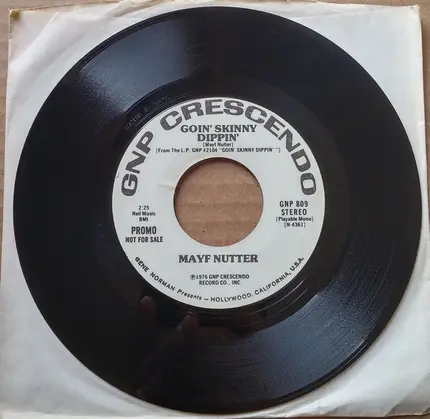 GNP CRESCENDO
GOIN' SKINNY
DIPPIN'
[Mayf Nutter]
[From The L.P. GNP #2104 "GOIN' SKINNY DIPPIN'"]
2:25
Neil Music
BMI
PROMO
NOT FOR SALE
GNP 809
STEREO
[Playable Mono]
[N-4361]
MAYF NUTTER
℗1976 GNP CRESCENDO
RECORD CO., INC
GENE NORMAN Presents — HOLLYWOOD, CALIFORNIA, U.S.A.